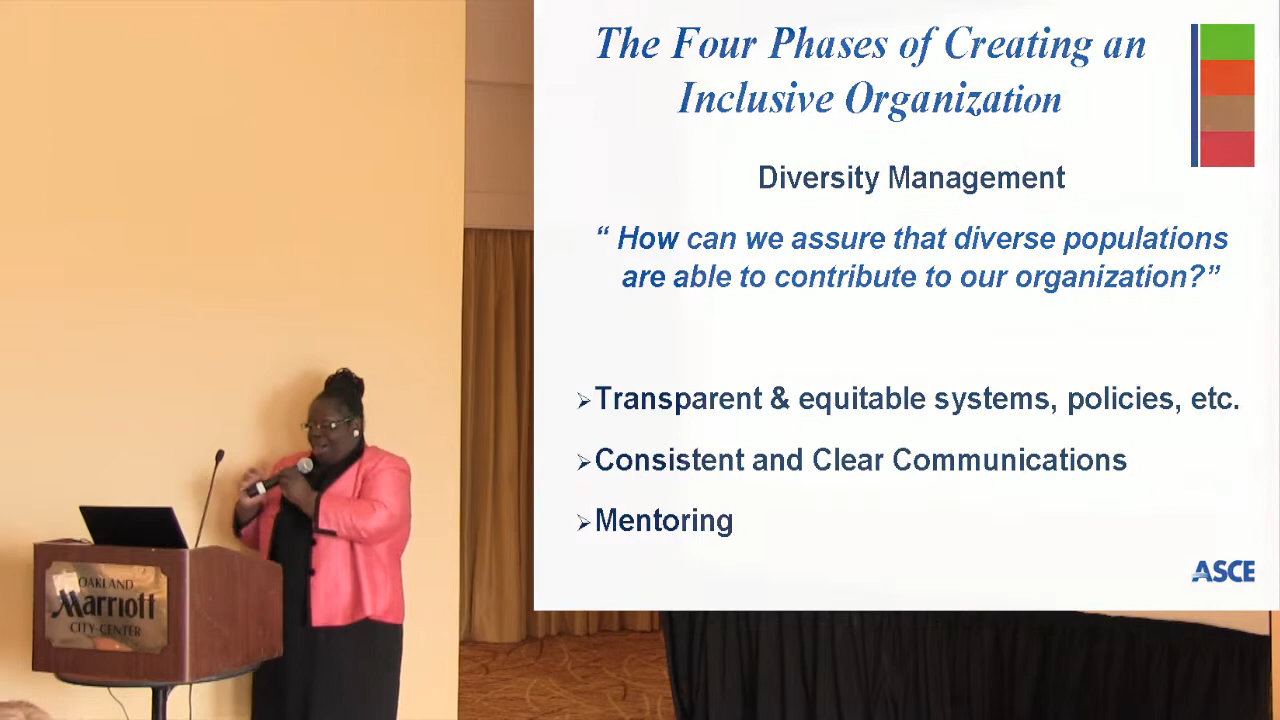 The Four Phases of Creating an
Inclusive Organization
Diversity Management
“ How can we assure that diverse populations
are able to contribute to our organization?”
➢Transparent & equitable systems, policies, etc.
➢Consistent and Clear Communications
➢Mentoring
ASCE
OAKLAND
Marriott
CITY CENTER